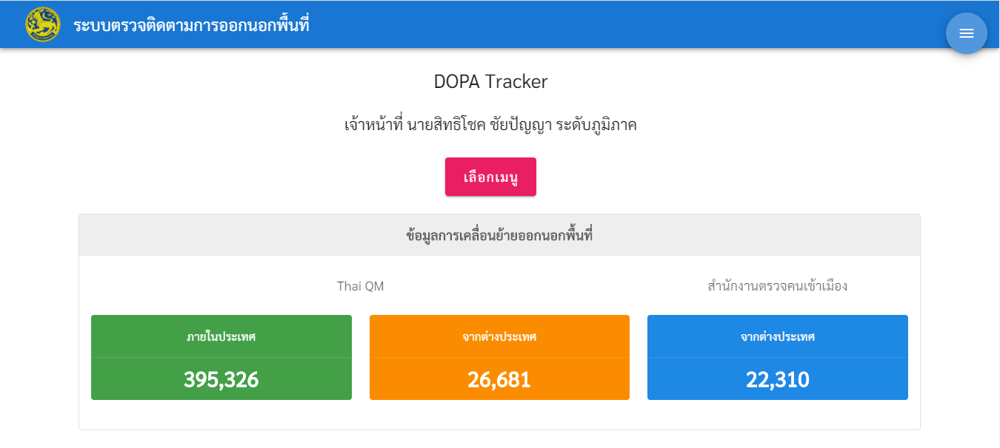 ระบบตรวจติดตามการออกนอกพื้นที่
DOPA Tracker
เจ้าหน้าที่ นายสิทธิโชค ชัยปัญญา ระดับภูมิภาค
เลือกเมนู
ข้อมูลการเคลื่อนย้ายออกนอกพื้นที่
Thai QM
สำนักงานตรวจคนเข้าเมือง
ภายในประเทศ
395,326
จากต่างประเทศ
26,681
จากต่างประเทศ
22,310